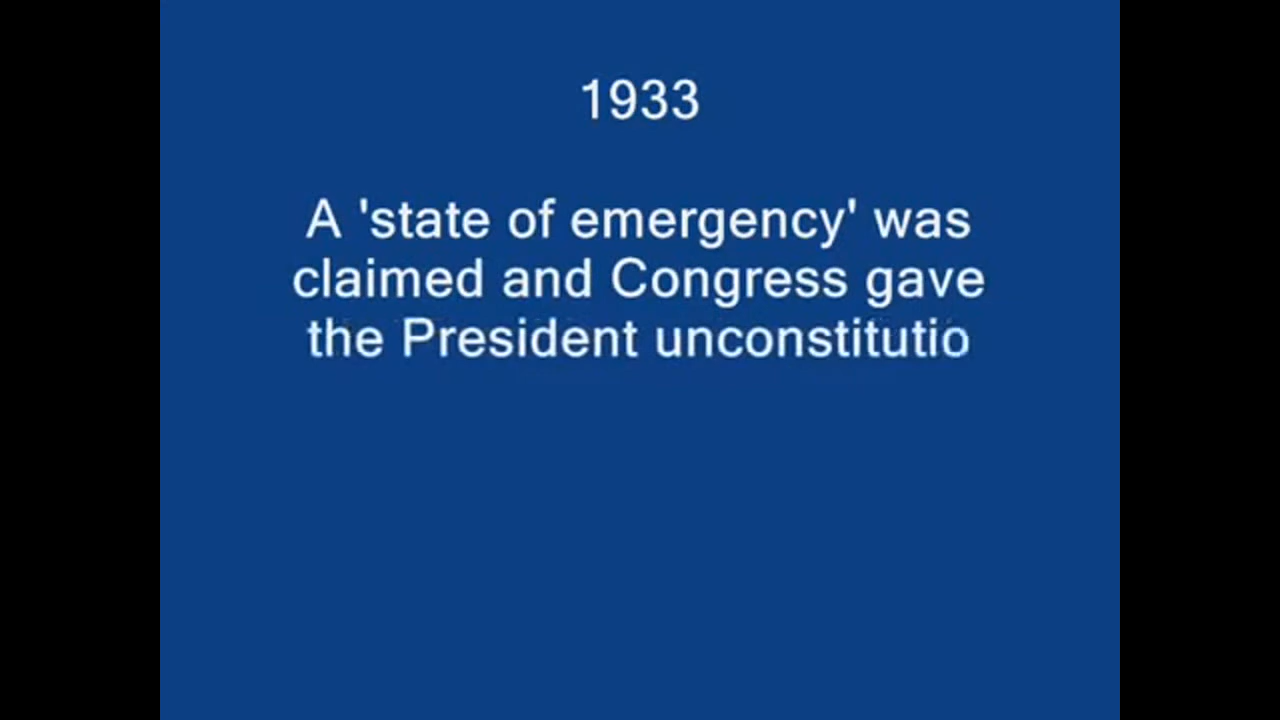 1933
A 'state of emergency' was
claimed and Congress gave
the President unconstitutio